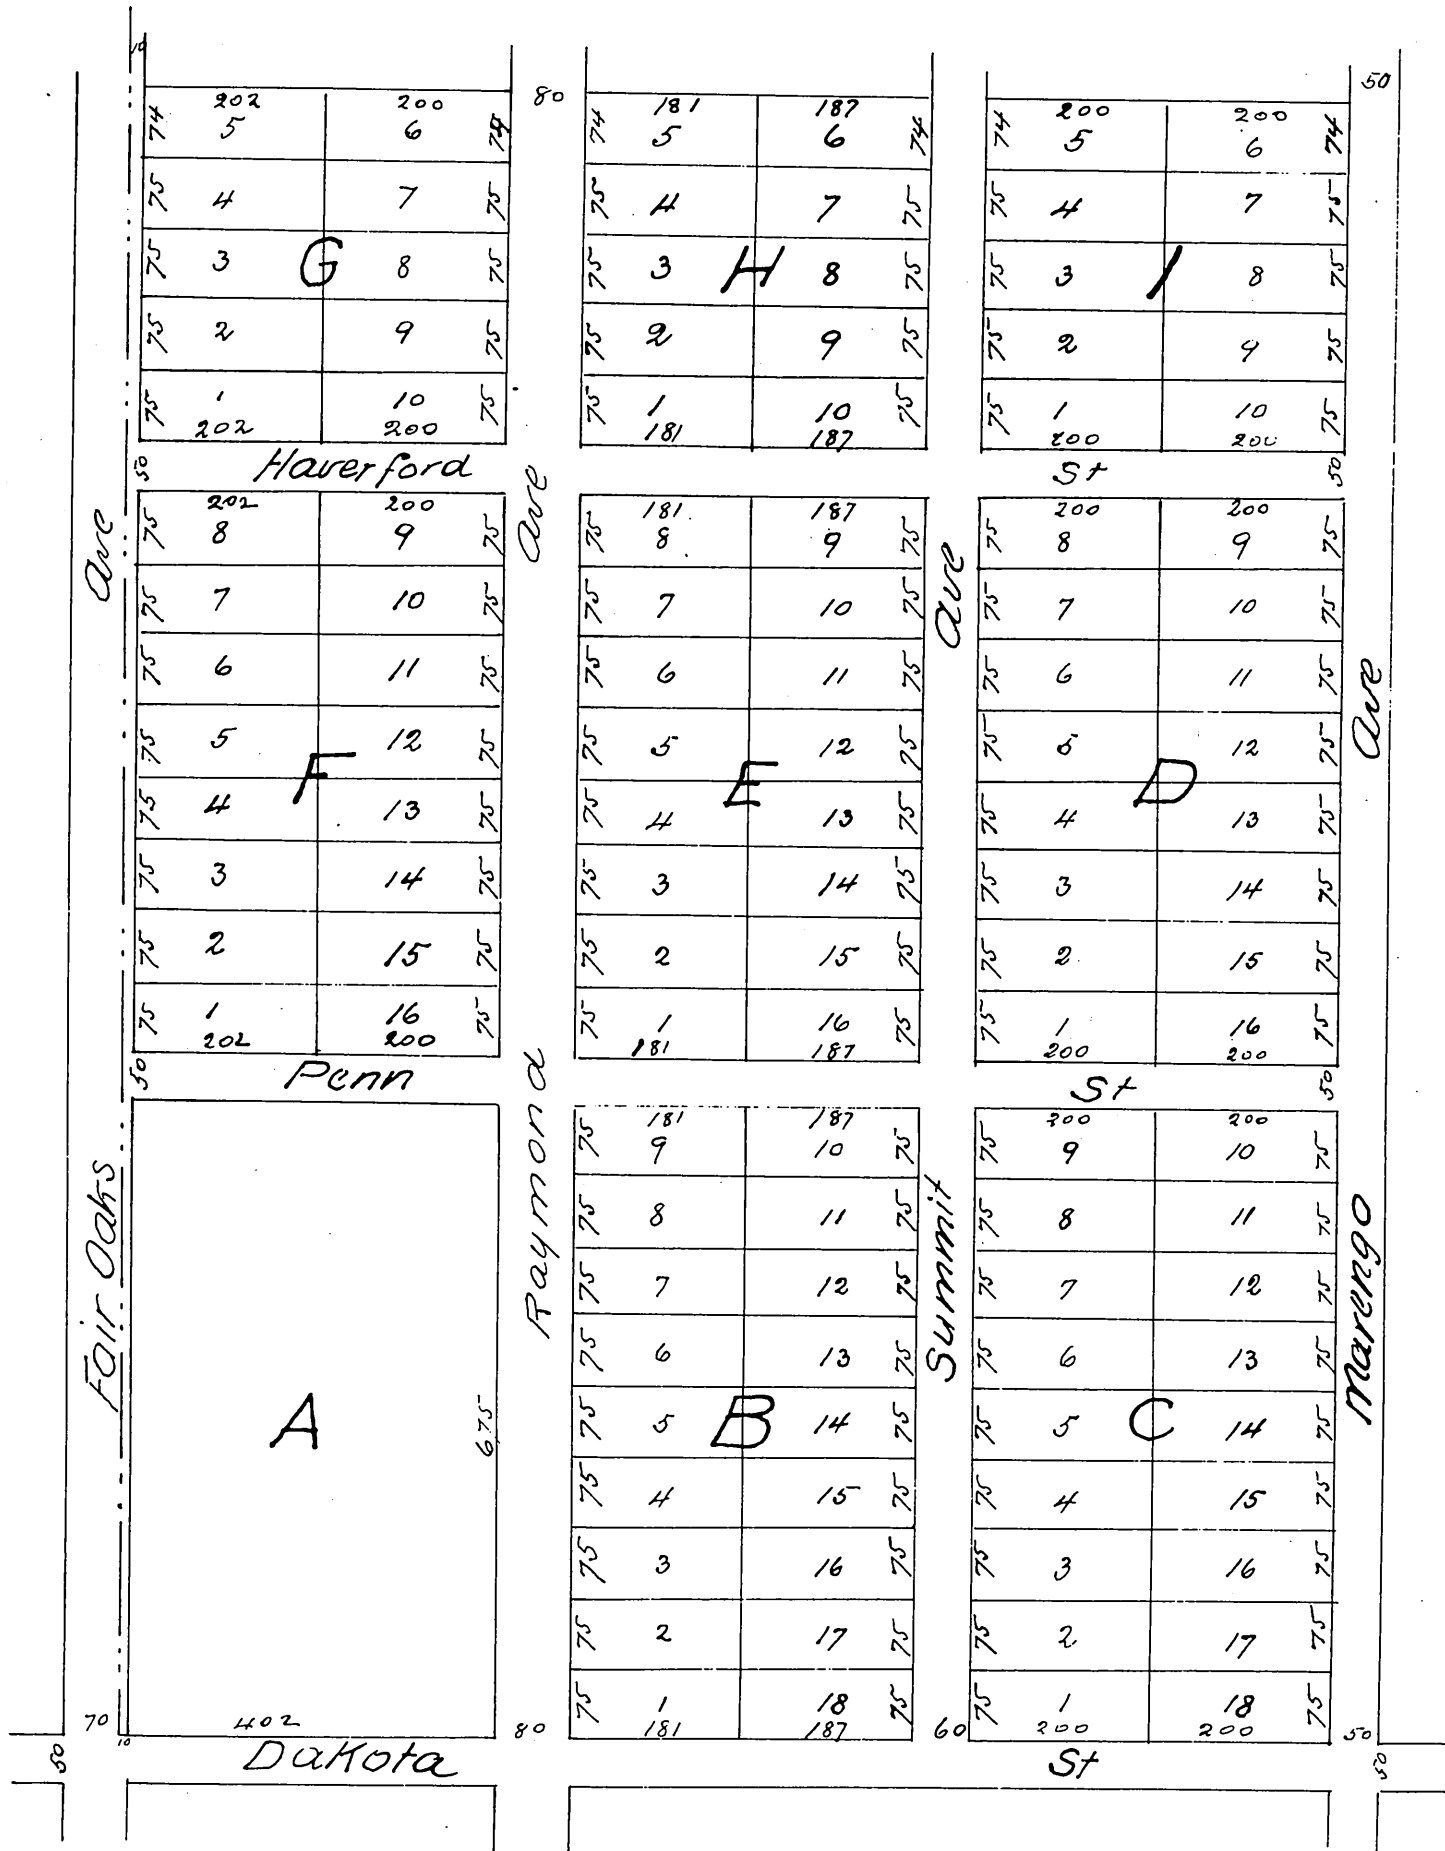 10
80
50
202 200
181 187
200 200
74 5 6 74
74 5 6 74
74 5 6 74
75 4 7 75
75 4 7 75
75 4 7 75
75 3 G 8 75
75 3 H 8 75
75 3 I 8 75
75 2 9 75
75 2 9 75
75 2 9 75
75 1 10 75
75 1 10 75
75 1 10 75
202 200
181 187
200 200
50 Haverford St 50
202 200
181 187
200 200
75 8 9 75
75 8 9 75
75 8 9 75
75 7 10 75
75 7 10 75
75 7 10 75
75 6 11 75
75 6 11 75
75 6 11 75
75 5 12 75
75 5 12 75
75 5 12 75
F
E
D
75 4 13 75
75 4 13 75
75 4 13 75
75 3 14 75
75 3 14 75
75 3 14 75
75 2 15 75
75 2 15 75
75 2 15 75
75 1 16 75
75 1 16 75
75 1 16 75
202 200
181 187
200 200
50 Penn St 50
181 187
200 200
75 9 10 75
75 9 10 75
75 8 11 75
75 8 11 75
75 7 12 75
75 7 12 75
75 6 13 75
75 6 13 75
A 675
75 5 B 14 75
75 5 C 14 75
75 4 15 75
75 4 15 75
75 3 16 75
75 3 16 75
75 2 17 75
75 2 17 75
75 1 18 75
75 1 18 75
70 10 402 80
181 187 60
200 200 50
50 Dakota St 50
Fair Oaks Ave
Raymond Ave
Summit Ave
Marengo Ave